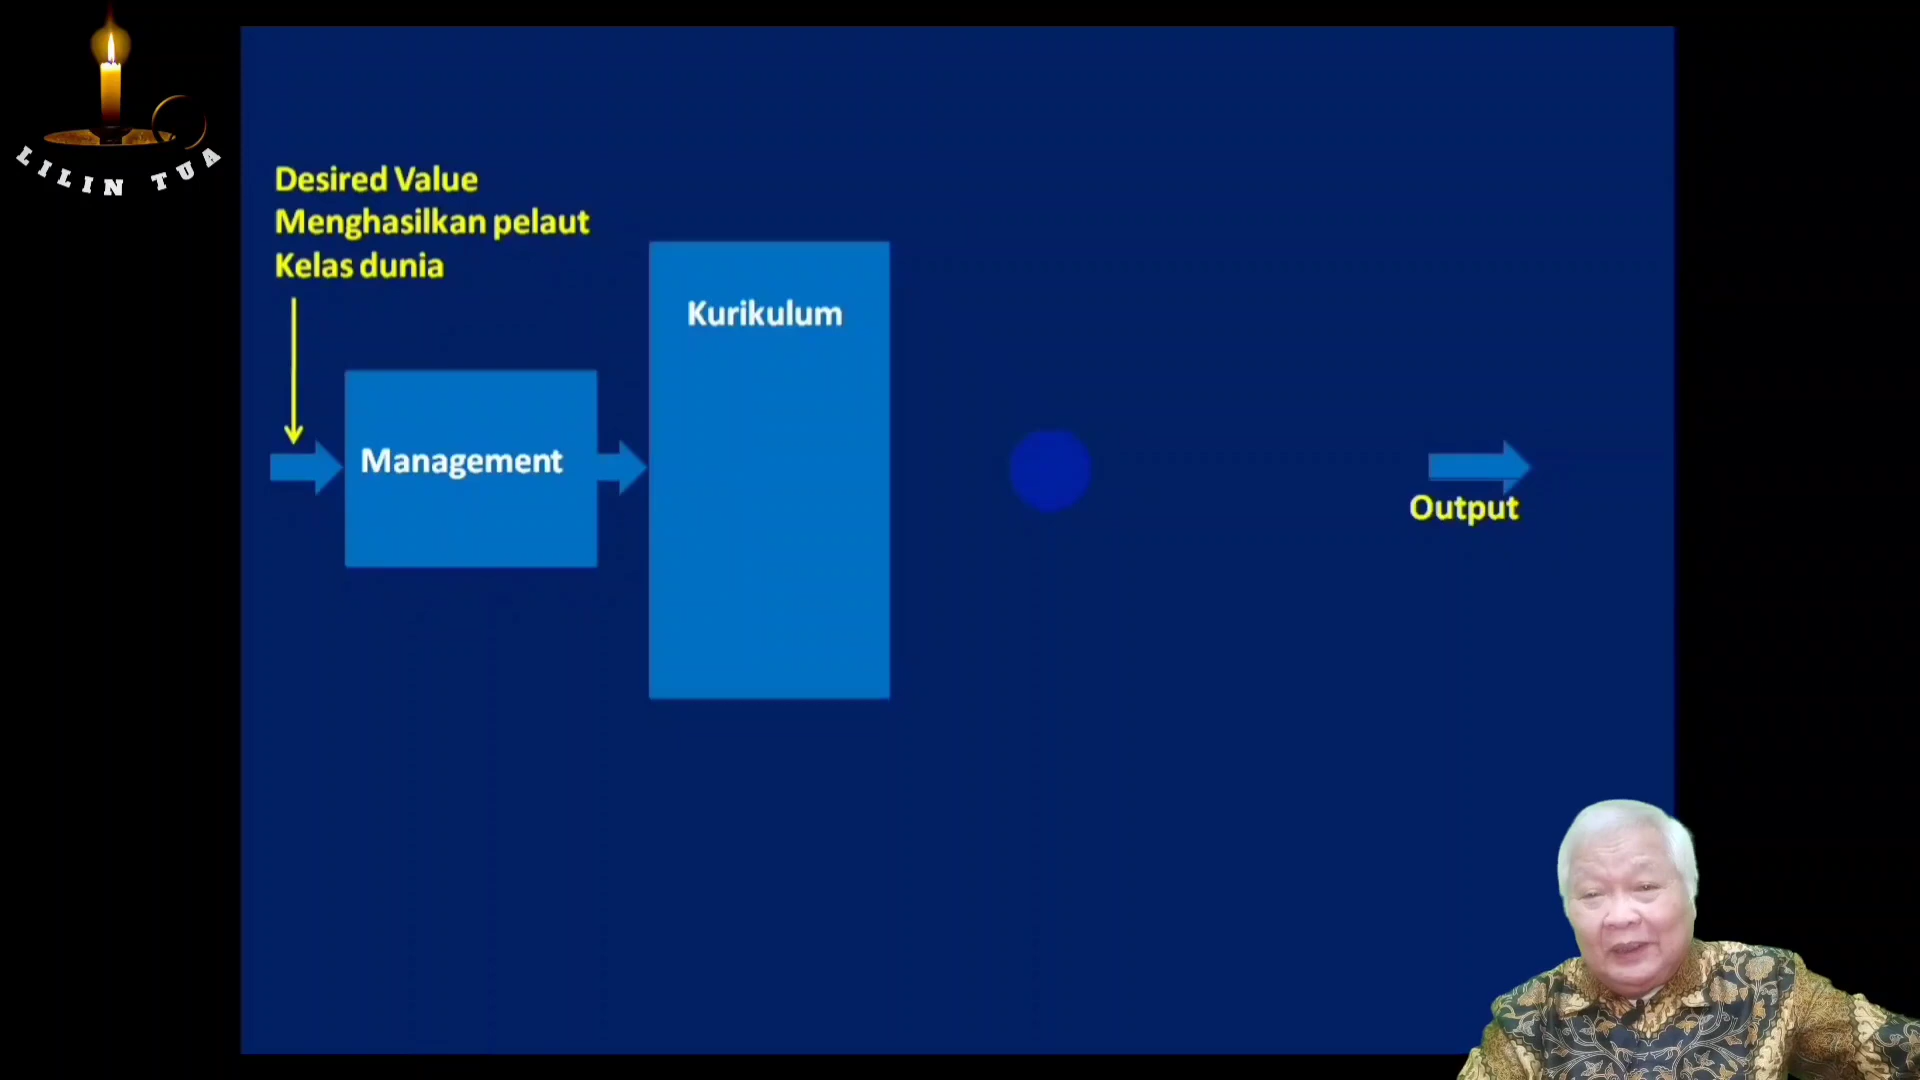 LILIN TUA
Desired Value
Menghasilkan pelaut
Kelas dunia
Kurikulum
Management
Output